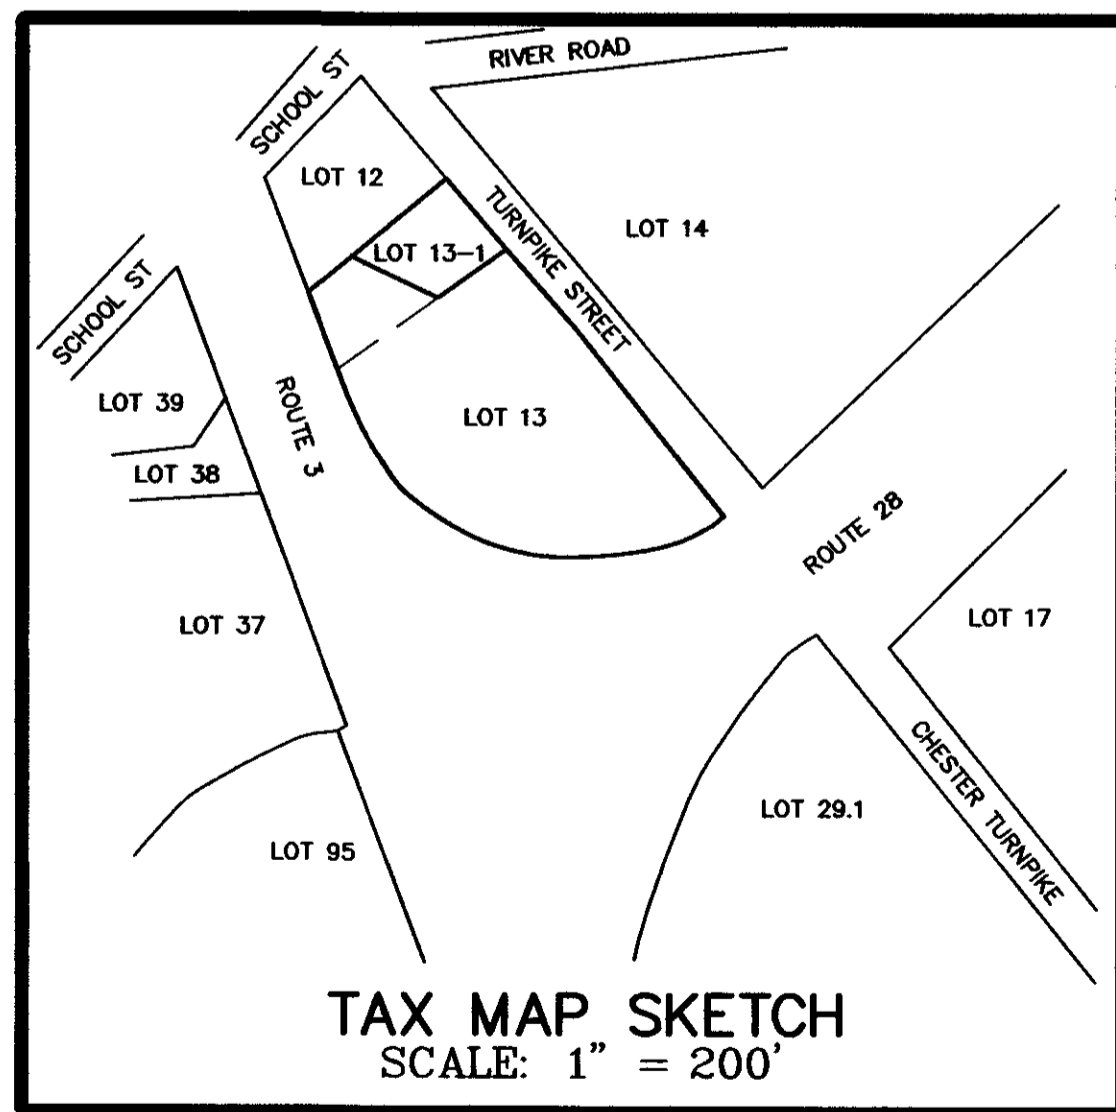 RIVER ROAD
SCHOOL ST
LOT 12
TURNPIKE STREET
LOT 14
LOT 13-1
SCHOOL ST
LOT 39
ROUTE 3
LOT 13
LOT 38
ROUTE 28
LOT 37
LOT 17
CHESTER TURNPIKE
LOT 29.1
LOT 95
TAX MAP SKETCH
SCALE: 1" = 200'